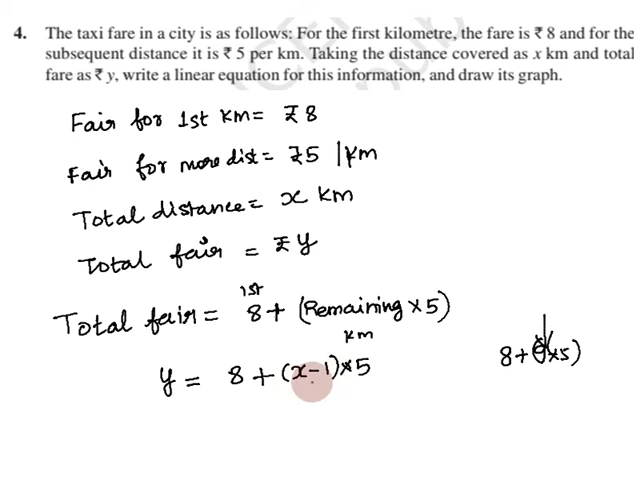 4. The taxi fare in a city is as follows: For the first kilometre, the fare is ₹ 8 and for the
subsequent distance it is ₹ 5 per km. Taking the distance covered as x km and total
fare as ₹ y, write a linear equation for this information, and draw its graph.
Fair for 1st KM = ₹8
Fair for more dist = ₹5 | Km
Total distance = x KM
Total fair = ₹ y
1st
Total fair = 8 + (Remaining × 5)
KM
y = 8 + (x - 1) × 5